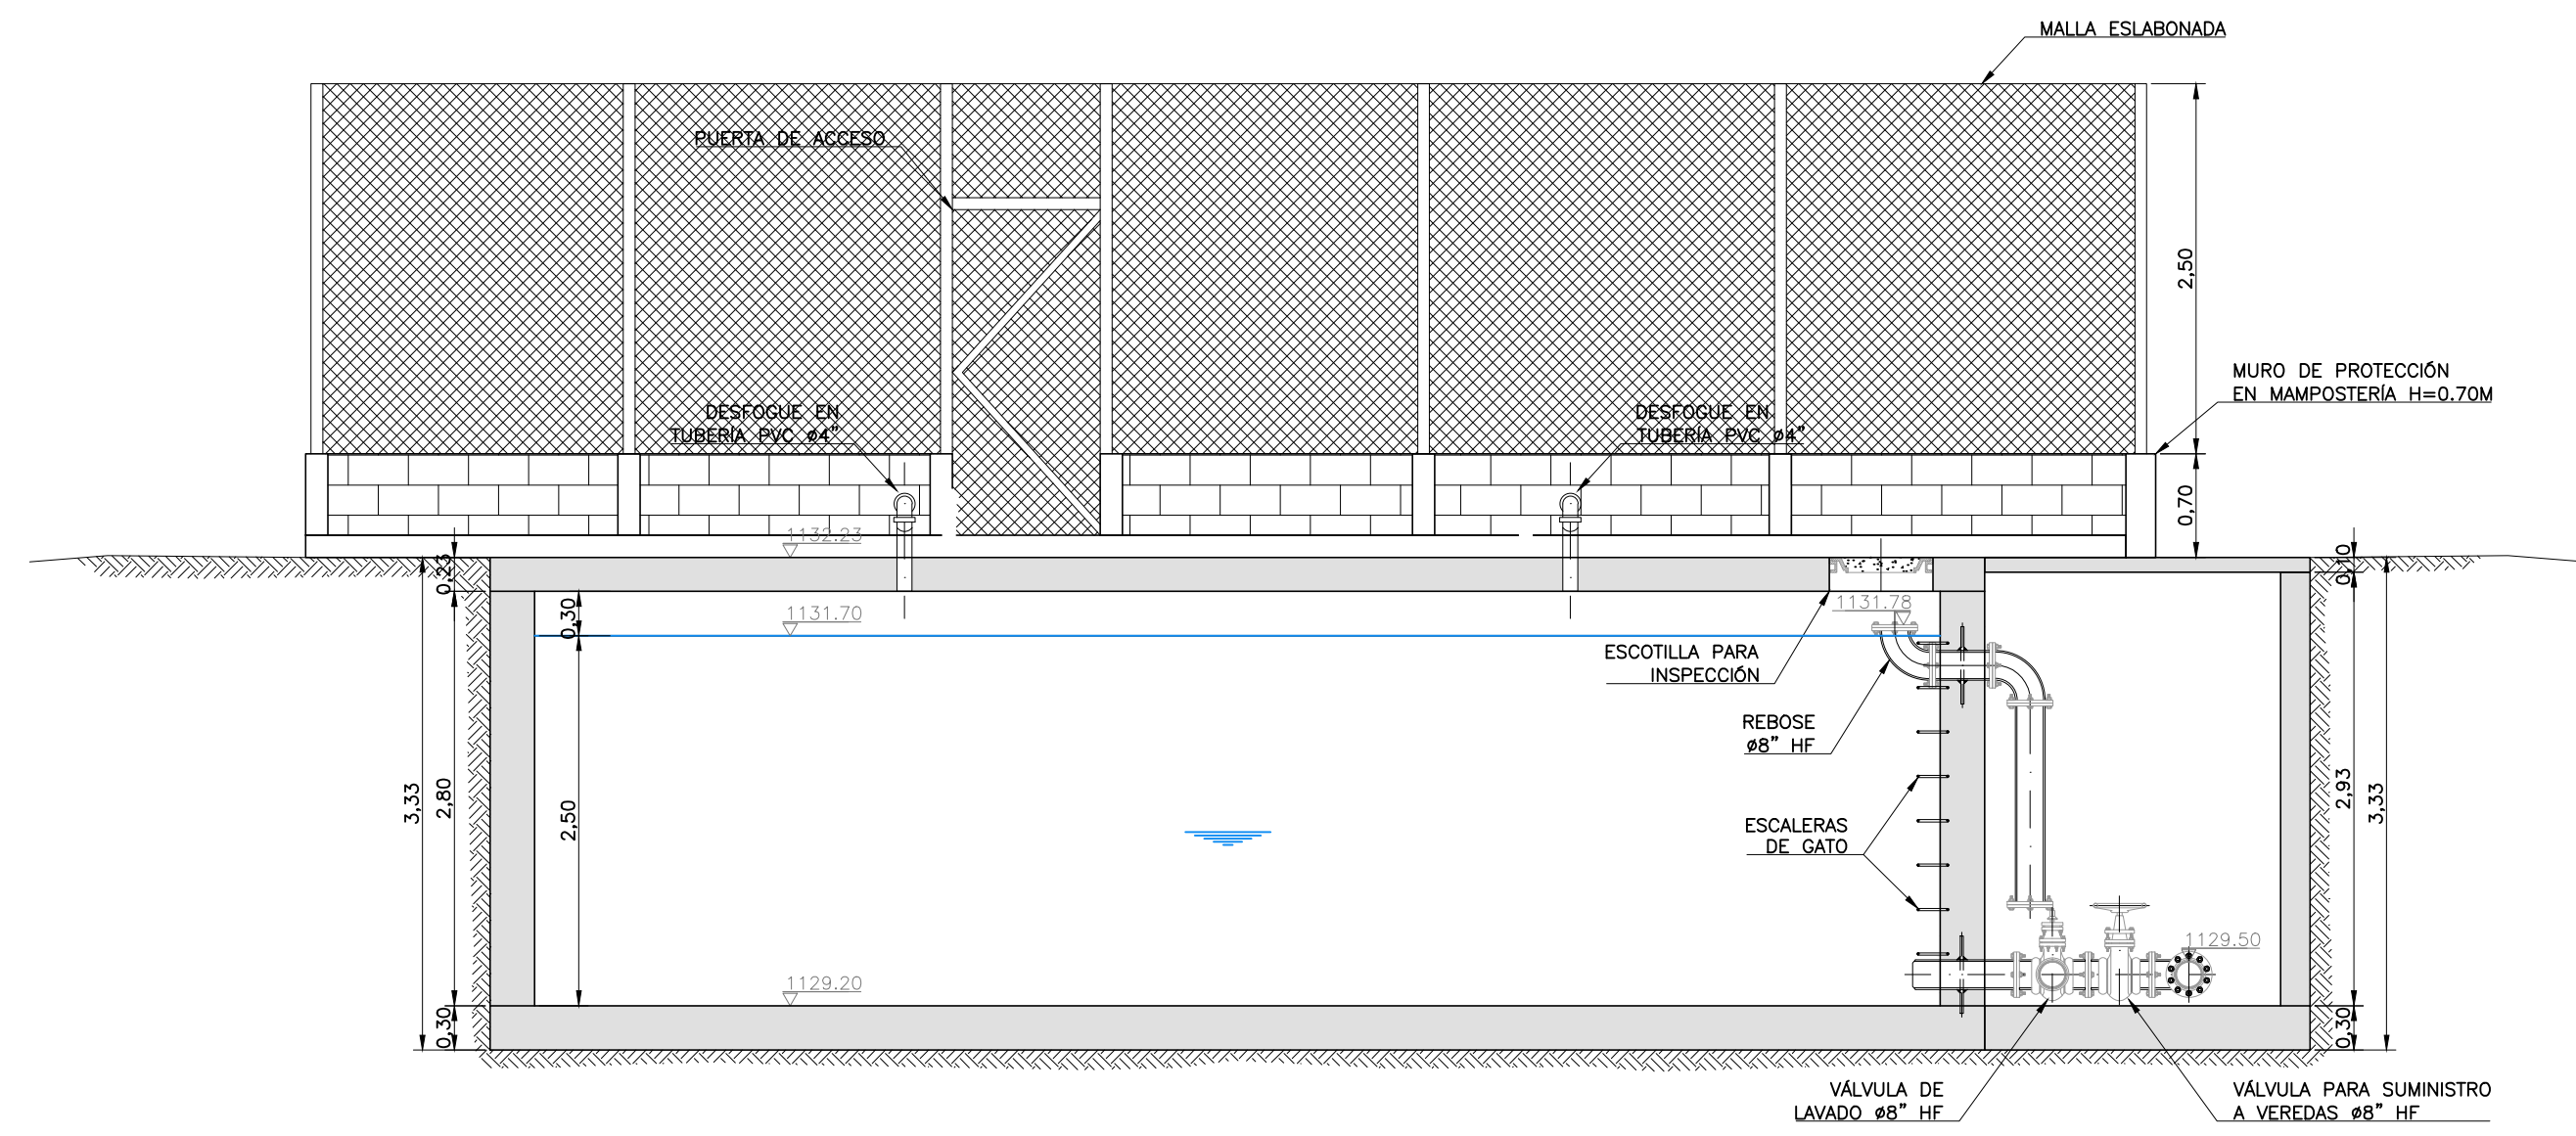 MALLA ESLABONADA
PUERTA DE ACCESO
2,50
MURO DE PROTECCIÓN
EN MAMPOSTERÍA H=0.70M
DESFOGUE EN
TUBERÍA PVC ø4"
DESFOGUE EN
TUBERÍA PVC ø4"
0,70
1132.23
0,23
0,10
0,30
1131.70
1131.78
ESCOTILLA PARA
INSPECCIÓN
REBOSE
ø8" HF
3,33
2,80
2,50
ESCALERAS
DE GATO
2,93
3,33
1129.50
1129.20
0,30
0,30
VÁLVULA DE
LAVADO ø8" HF
VÁLVULA PARA SUMINISTRO
A VEREDAS ø8" HF